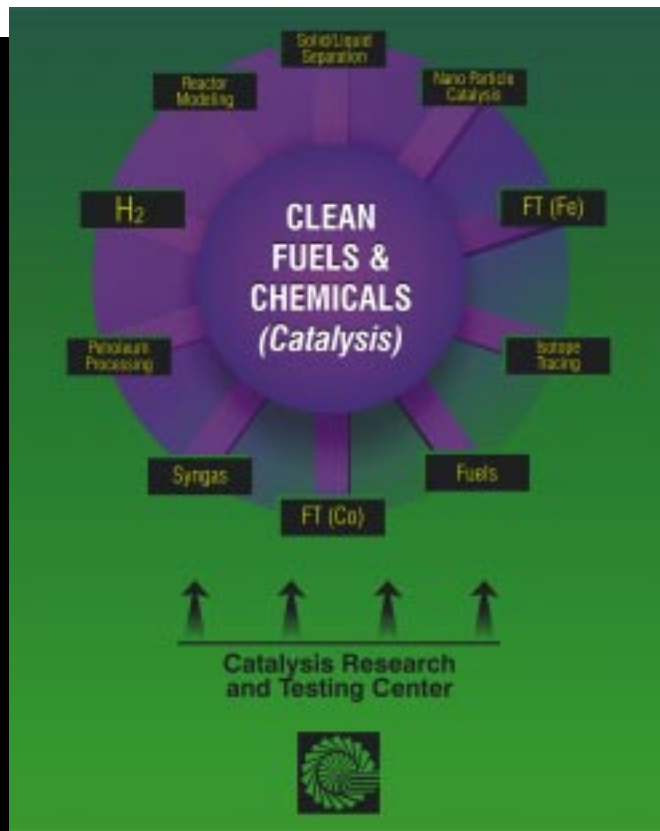 Solid/Liquid
Separation
Reactor
Modeling
Nano Particle
Catalysis
H₂
FT (Fe)
CLEAN
FUELS &
CHEMICALS
(Catalysis)
Petroleum
Processing
Isotope
Tracing
Syngas
Fuels
FT (Co)
Catalysis Research
and Testing Center